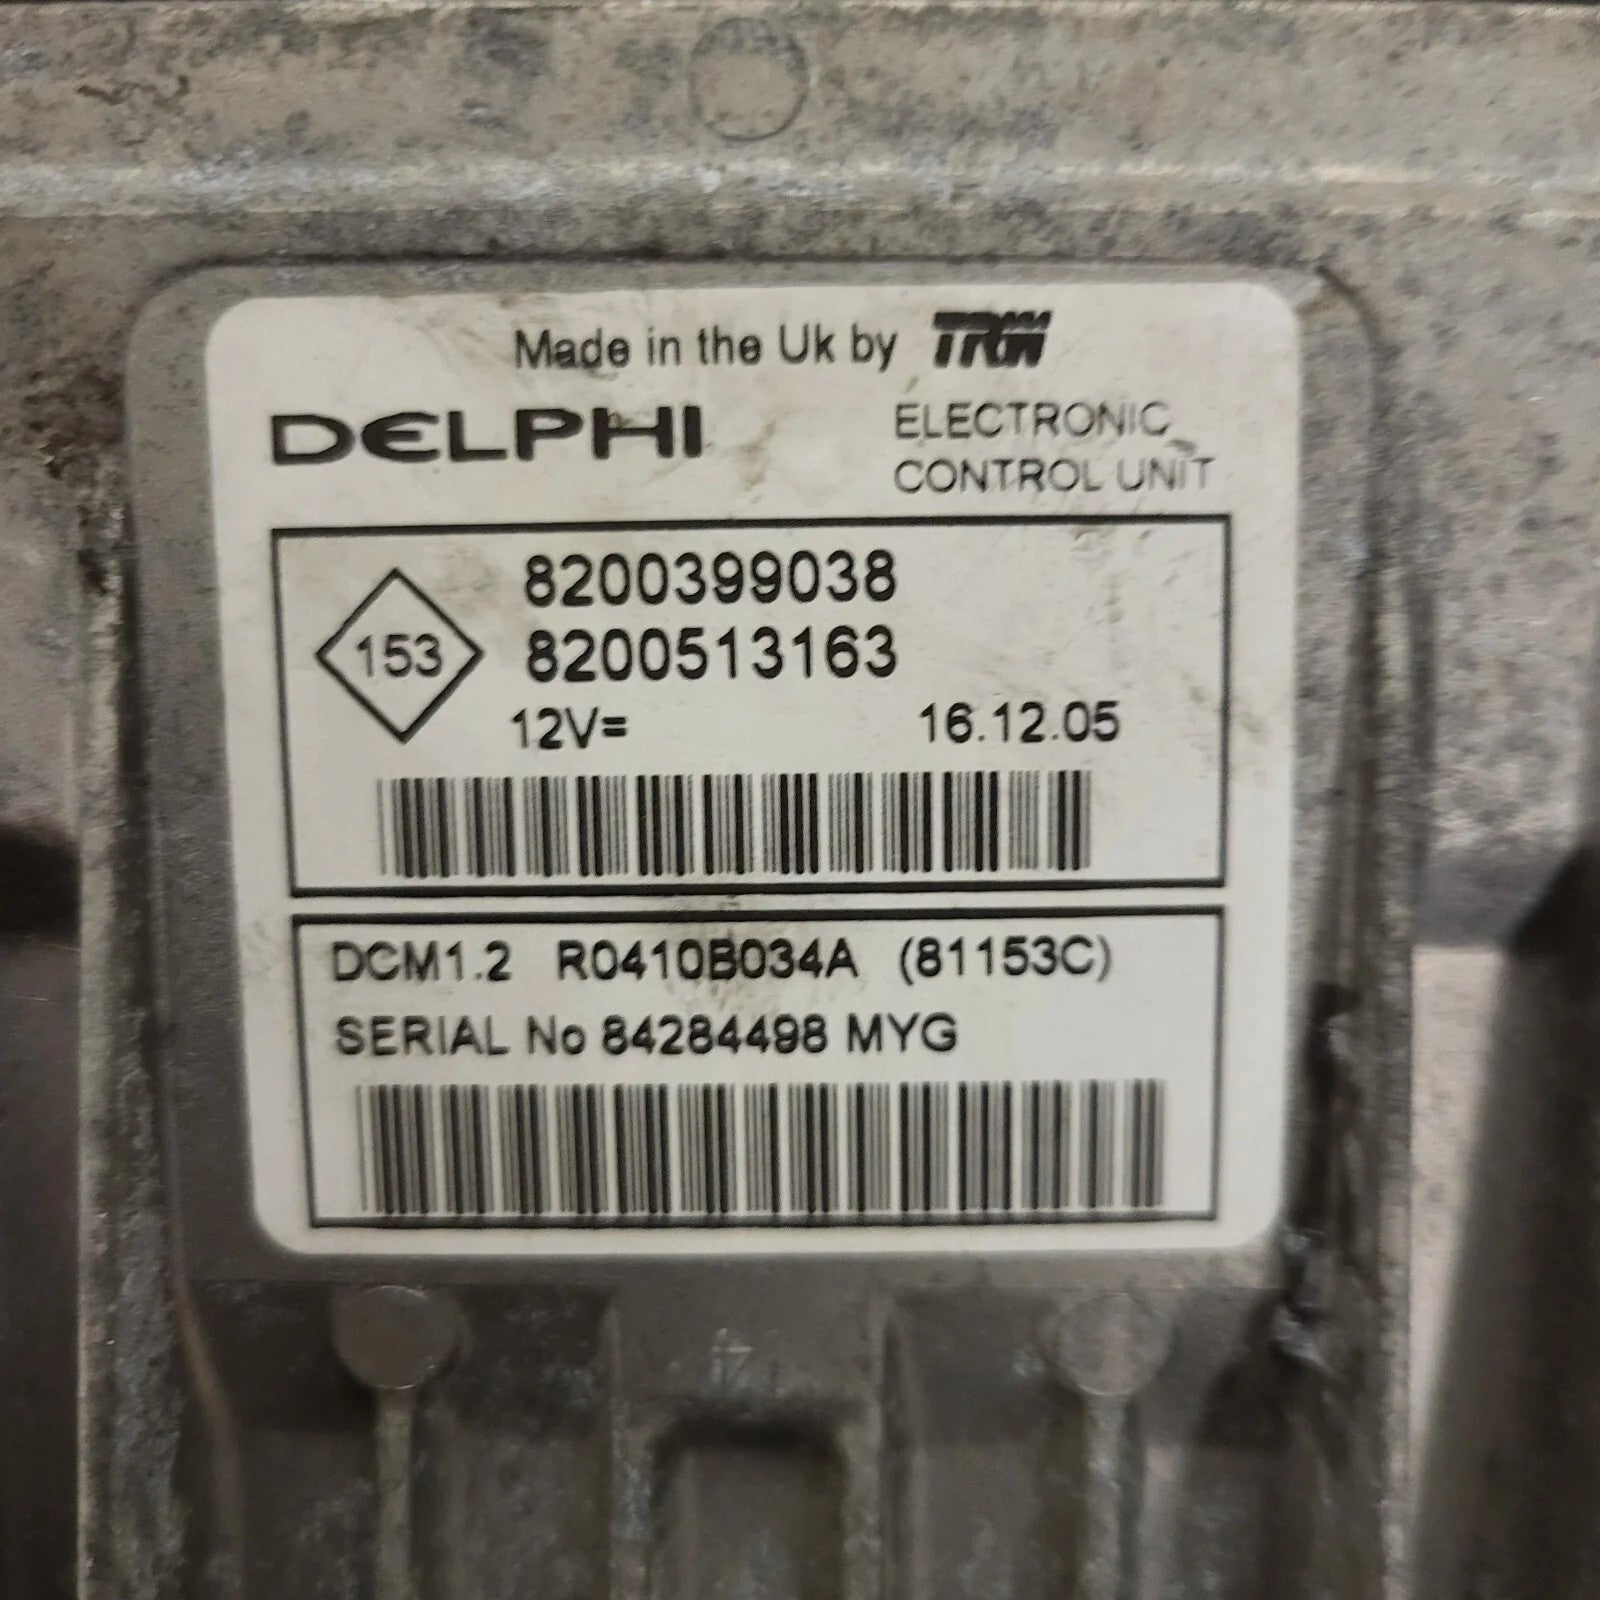 Made in the Uk by TRW
DELPHI
ELECTRONIC
CONTROL UNIT
8200399038
153
8200513163
12V= 16.12.05
DCM1.2 R0410B034A (81153C)
SERIAL No 84284498 MYG